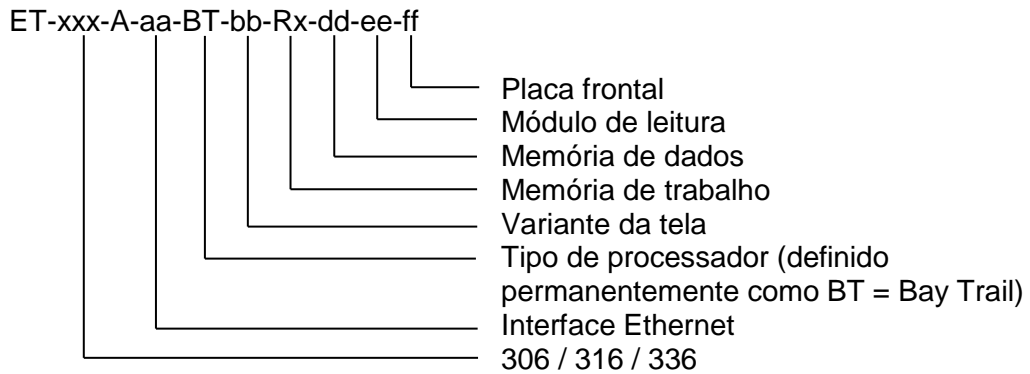 ET-xxx-A-aa-BT-bb-Rx-dd-ee-ff
Placa frontal
Módulo de leitura
Memória de dados
Memória de trabalho
Variante da tela
Tipo de processador (definido
permanentemente como BT = Bay Trail)
Interface Ethernet
306 / 316 / 336